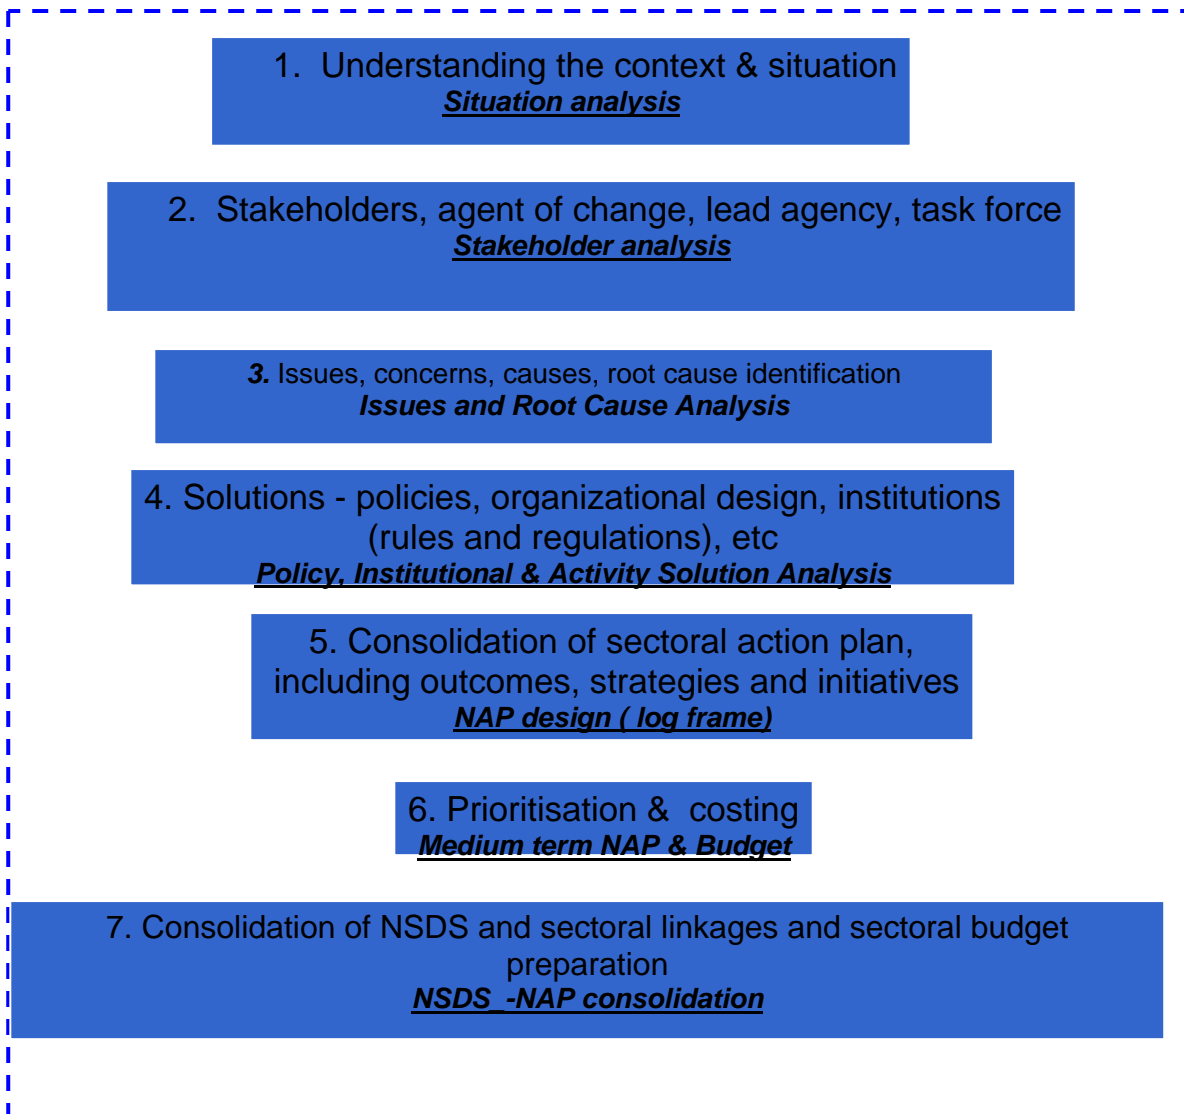 1. Understanding the context & situation
Situation analysis
2. Stakeholders, agent of change, lead agency, task force
Stakeholder analysis
3. Issues, concerns, causes, root cause identification
Issues and Root Cause Analysis
4. Solutions - policies, organizational design, institutions
(rules and regulations), etc
Policy, Institutional & Activity Solution Analysis
5. Consolidation of sectoral action plan,
including outcomes, strategies and initiatives
NAP design ( log frame)
6. Prioritisation & costing
Medium term NAP & Budget
7. Consolidation of NSDS and sectoral linkages and sectoral budget
preparation
NSDS_-NAP consolidation